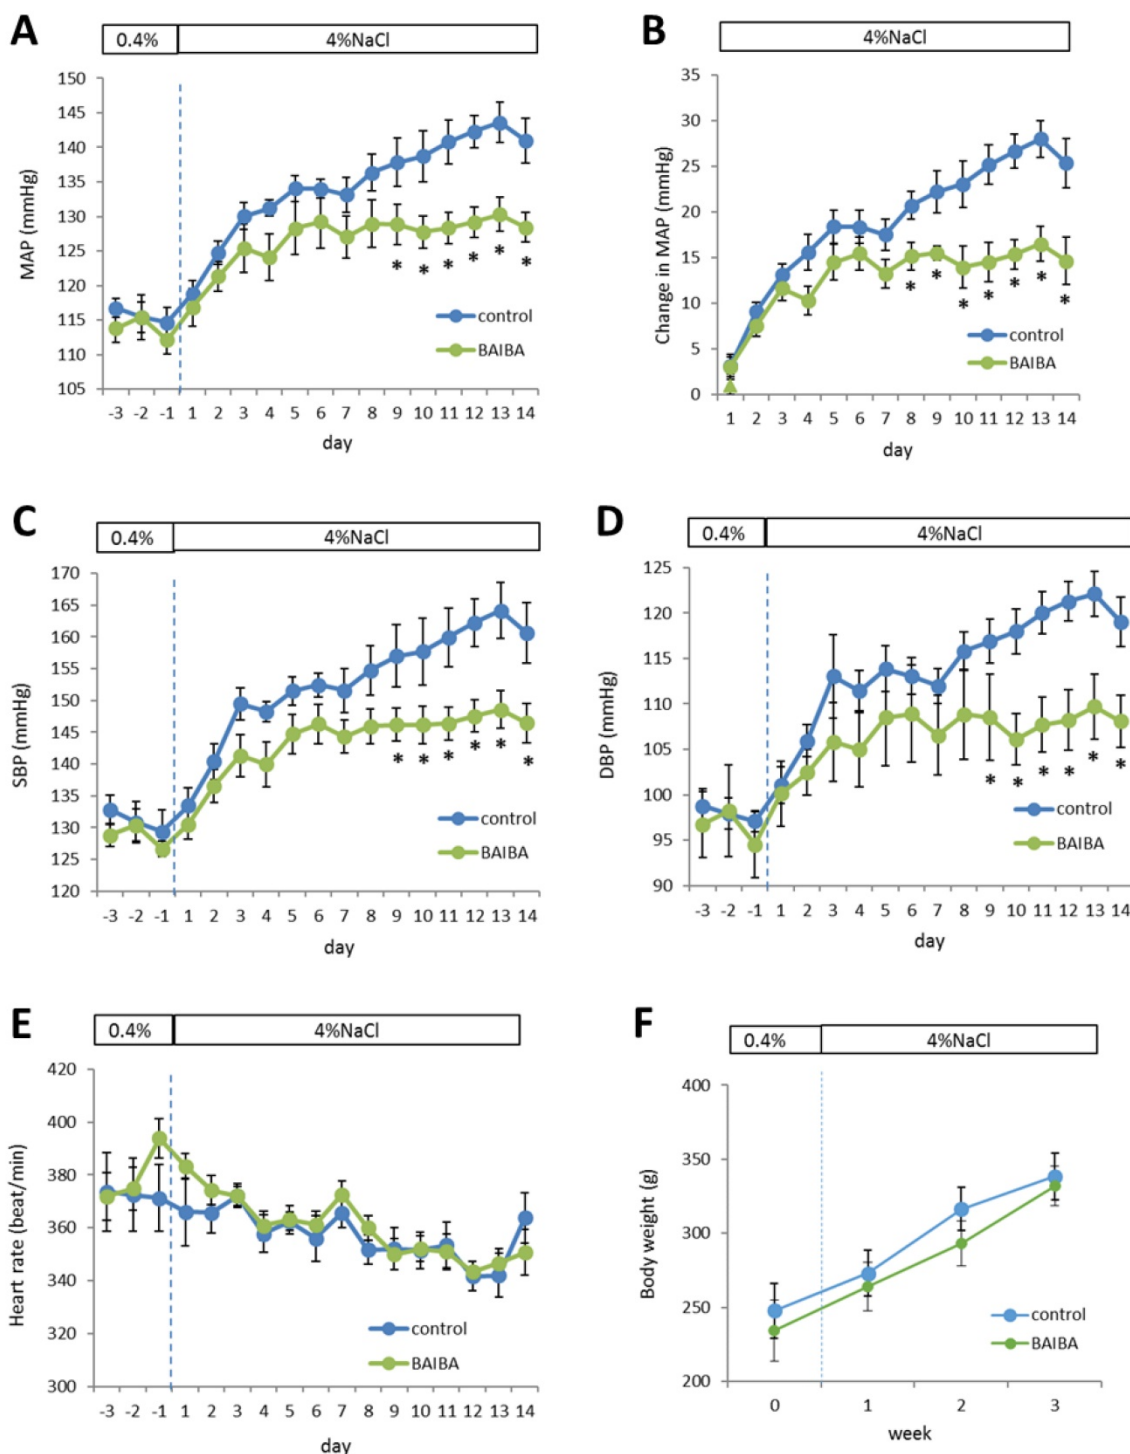 A
0.4% 4%NaCl
150
145
140
135
130
125
120
115
110
105
MAP (mmHg)
control
BAIBA
-3 -2 -1 1 2 3 4 5 6 7 8 9 10 11 12 13 14
* * * * * *
day
B
4%NaCl
35
30
25
20
15
10
5
0
Change in MAP (mmHg)
* * * * * * *
control
BAIBA
1 2 3 4 5 6 7 8 9 10 11 12 13 14
day
C
0.4% 4%NaCl
170
165
160
155
150
145
140
135
130
125
120
SBP (mmHg)
* * * * * *
control
BAIBA
-3 -2 -1 1 2 3 4 5 6 7 8 9 10 11 12 13 14
day
D
0.4% 4%NaCl
125
120
115
110
105
100
95
90
DBP (mmHg)
* * * * * *
control
BAIBA
-3 -2 -1 1 2 3 4 5 6 7 8 9 10 11 12 13 14
day
E
0.4% 4%NaCl
420
400
380
360
340
320
300
Heart rate (beat/min)
control
BAIBA
-3 -2 -1 1 2 3 4 5 6 7 8 9 10 11 12 13 14
day
F
0.4% 4%NaCl
400
350
300
250
200
Body weight (g)
control
BAIBA
0 1 2 3
week